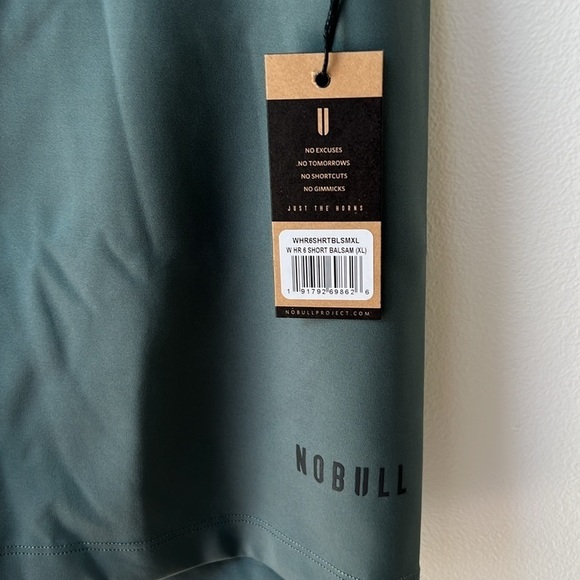 NO EXCUSES
NO TOMORROWS
NO SHORTCUTS
NO GIMMICKS
JUST THE HORNS
WHR6SHRTBLSMXL
W HR 6 SHORT BALSAM (XL)
1 91792 69862 6
NOBULLPROJECT.COM
NOBULL